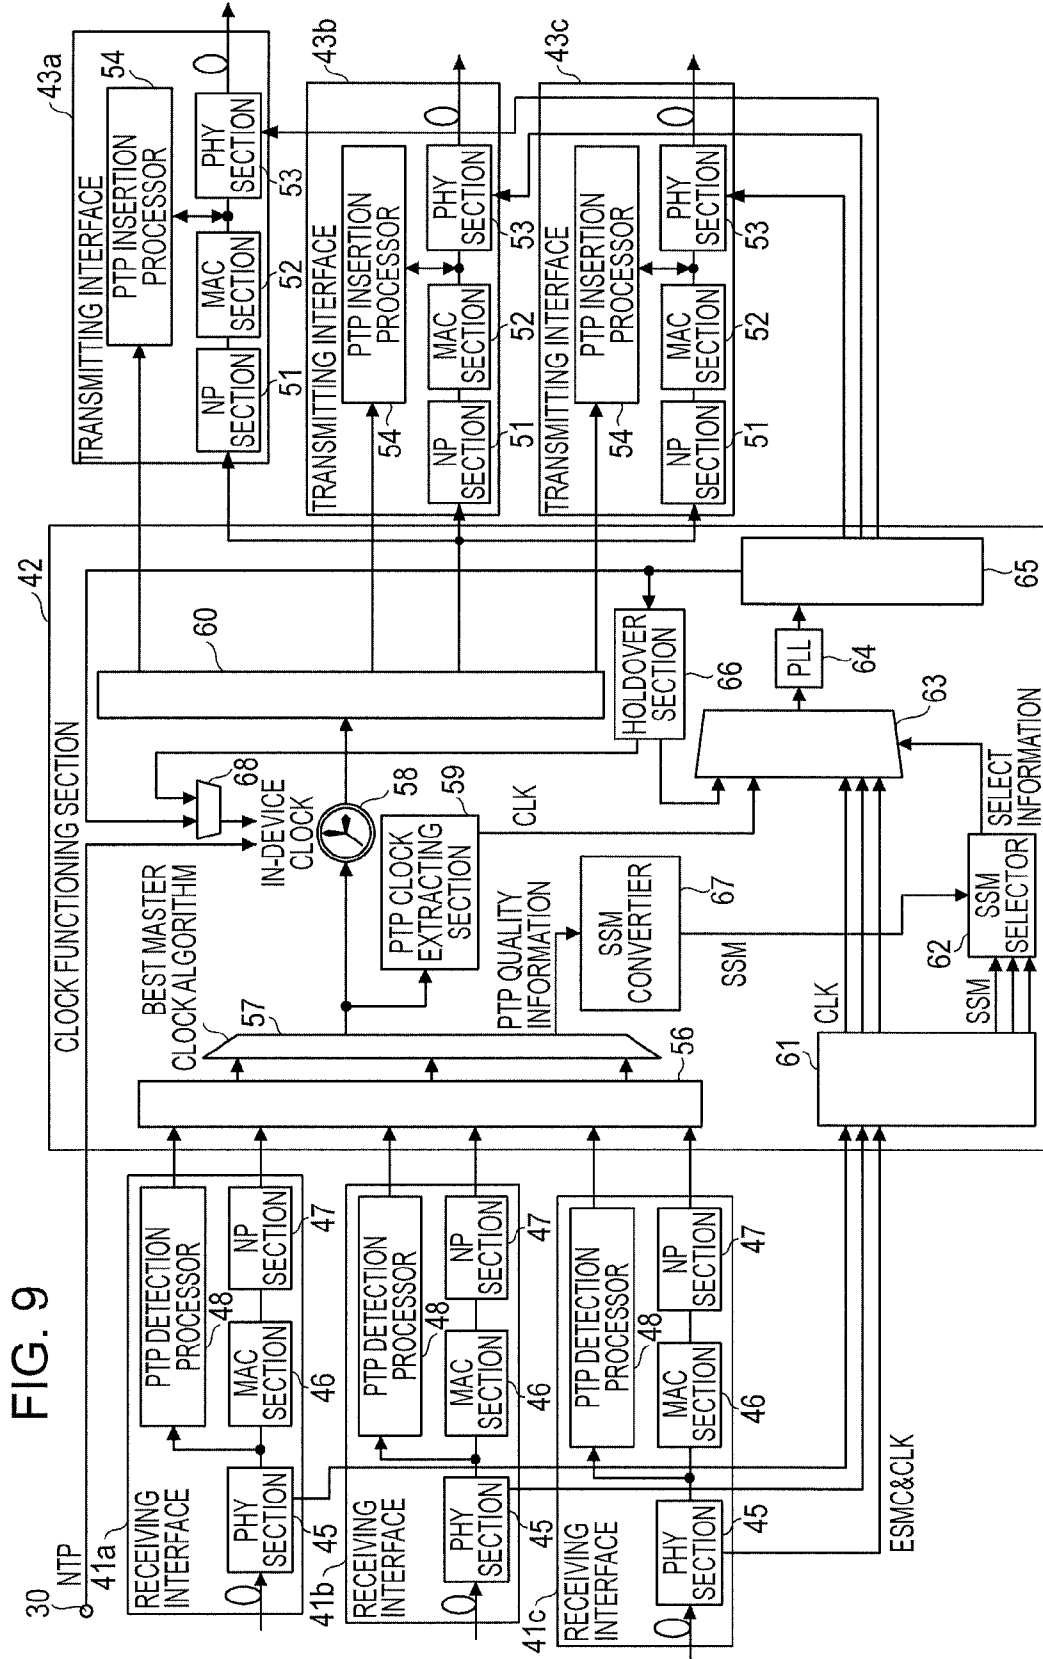 FIG. 9
30
NTP
41a
RECEIVING
INTERFACE
PTP DETECTION
PROCESSOR
48
PHY
SECTION
45
MAC
SECTION
46
NP
SECTION
47
41b
RECEIVING
INTERFACE
PTP DETECTION
PROCESSOR
48
PHY
SECTION
45
MAC
SECTION
46
NP
SECTION
47
41c
RECEIVING
INTERFACE
PTP DETECTION
PROCESSOR
48
PHY
SECTION
45
MAC
SECTION
46
NP
SECTION
47
ESMC&CLK
42
CLOCK FUNCTIONING SECTION
BEST MASTER
CLOCK ALGORITHM
57
56
68
IN-DEVICE
CLOCK
58
60
PTP CLOCK
EXTRACTING
SECTION
59
CLK
PTP QUALITY
INFORMATION
SSM
CONVERTIER
67
SSM
CLK
61
SSM
SSM
SELECTOR
62
SELECT
INFORMATION
63
HOLDOVER
SECTION
66
PLL
64
65
43a
TRANSMITTING INTERFACE
PTP INSERTION
PROCESSOR
54
NP
SECTION
51
MAC
SECTION
52
PHY
SECTION
53
43b
TRANSMITTING INTERFACE
PTP INSERTION
PROCESSOR
54
NP
SECTION
51
MAC
SECTION
52
PHY
SECTION
53
43c
TRANSMITTING INTERFACE
PTP INSERTION
PROCESSOR
54
NP
SECTION
51
MAC
SECTION
52
PHY
SECTION
53